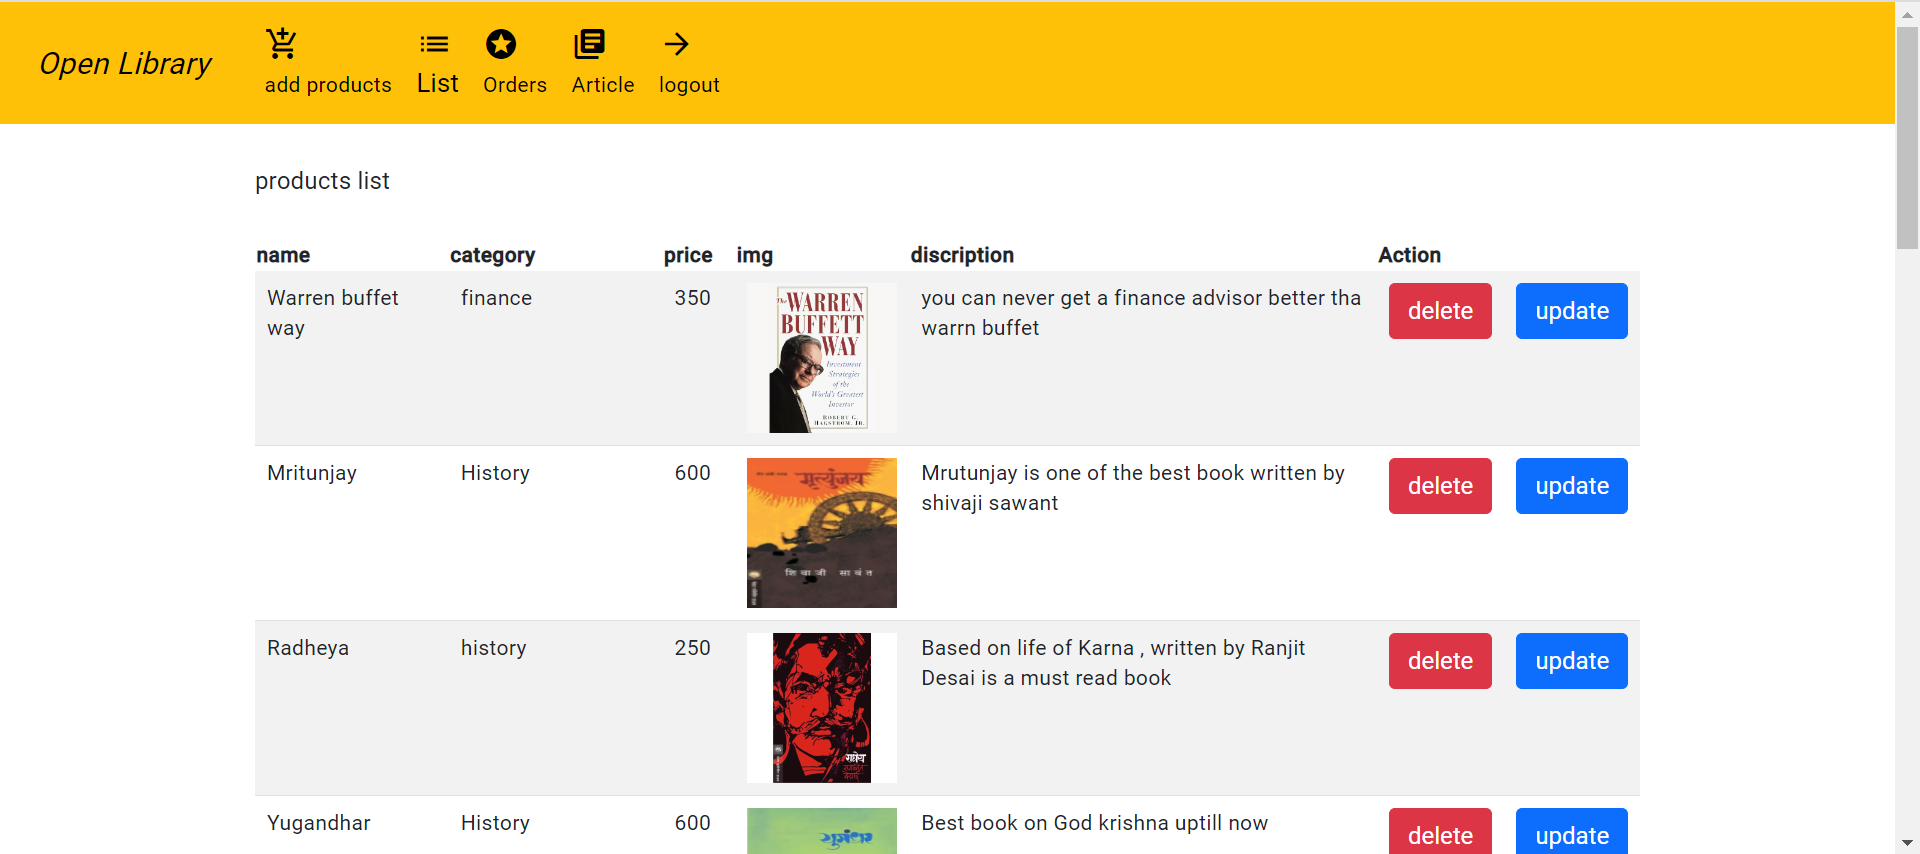 Open Library
add products
List
Orders
Article
logout
products list
name category price img discription Action
Warren buffet
way
finance
350
The WARREN
BUFFETT
WAY
Investment
Strategies
of the
World's Greatest
Investor
ROBERT G.
HAGSTROM, JR.
you can never get a finance advisor better tha
warrn buffet
delete
update
Mritunjay
History
600
मृत्युंजय
शिवाजी सावंत
Mrutunjay is one of the best book written by
shivaji sawant
delete
update
Radheya
history
250
राधेय
Based on life of Karna , written by Ranjit
Desai is a must read book
delete
update
Yugandhar
History
600
युगंधर
Best book on God krishna uptill now
delete
update